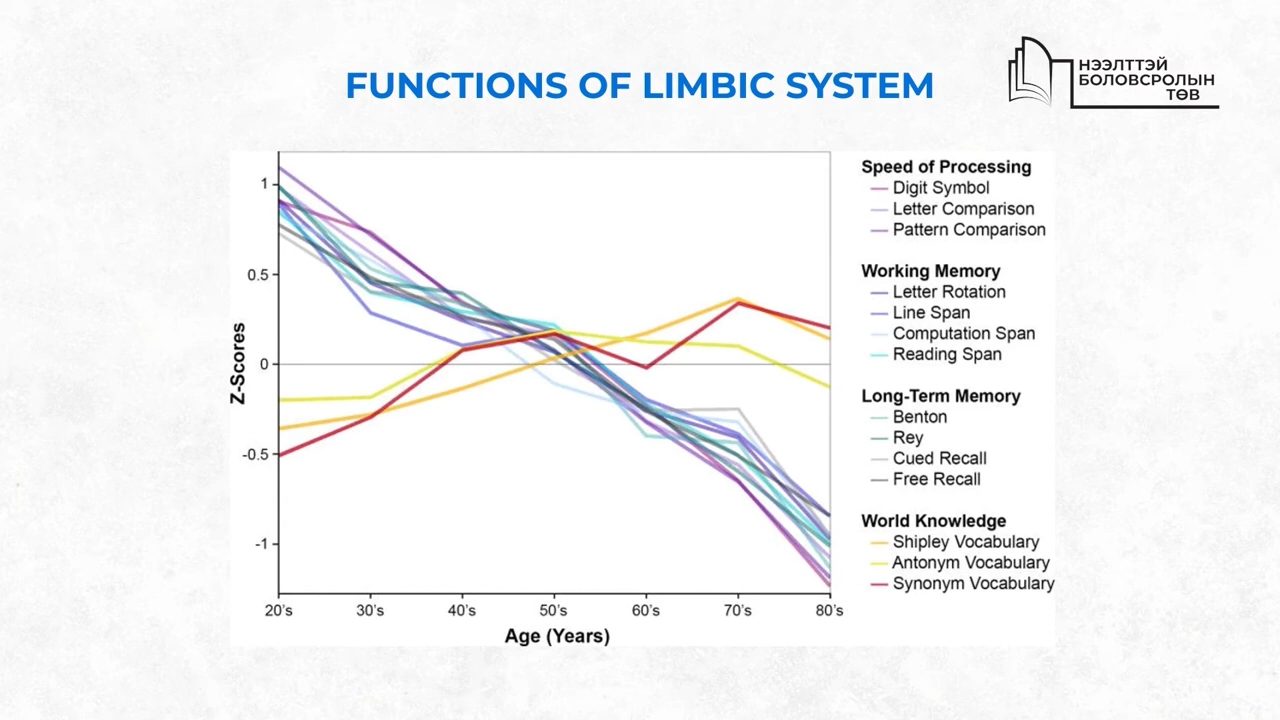 FUNCTIONS OF LIMBIC SYSTEM
НЭЭЛТТЭЙ
БОЛОВСРОЛЫН
ТӨВ
Z-Scores
1
0.5
0
-0.5
-1
20's
30's
40's
50's
60's
70's
80's
Age (Years)
Speed of Processing
Digit Symbol
Letter Comparison
Pattern Comparison
Working Memory
Letter Rotation
Line Span
Computation Span
Reading Span
Long-Term Memory
Benton
Rey
Cued Recall
Free Recall
World Knowledge
Shipley Vocabulary
Antonym Vocabulary
Synonym Vocabulary